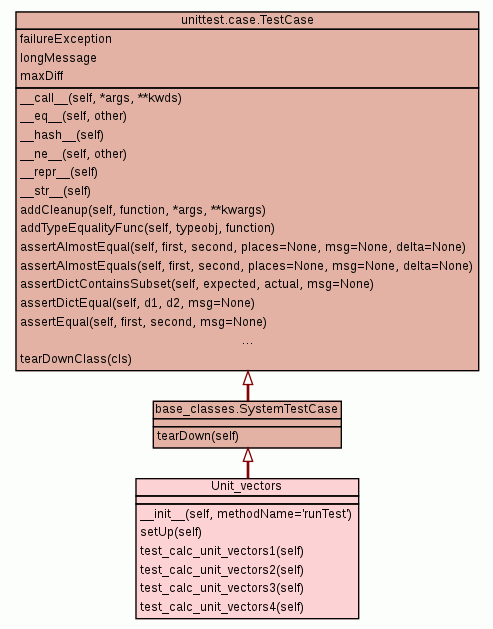 unittest.case.TestCase
failureException
longMessage
maxDiff
__call__(self, *args, **kwds)
__eq__(self, other)
__hash__(self)
__ne__(self, other)
__repr__(self)
__str__(self)
addCleanup(self, function, *args, **kwargs)
addTypeEqualityFunc(self, typeobj, function)
assertAlmostEqual(self, first, second, places=None, msg=None, delta=None)
assertAlmostEquals(self, first, second, places=None, msg=None, delta=None)
assertDictContainsSubset(self, expected, actual, msg=None)
assertDictEqual(self, d1, d2, msg=None)
assertEqual(self, first, second, msg=None)
...
tearDownClass(cls)
base_classes.SystemTestCase
tearDown(self)
Unit_vectors
__init__(self, methodName='runTest')
setUp(self)
test_calc_unit_vectors1(self)
test_calc_unit_vectors2(self)
test_calc_unit_vectors3(self)
test_calc_unit_vectors4(self)